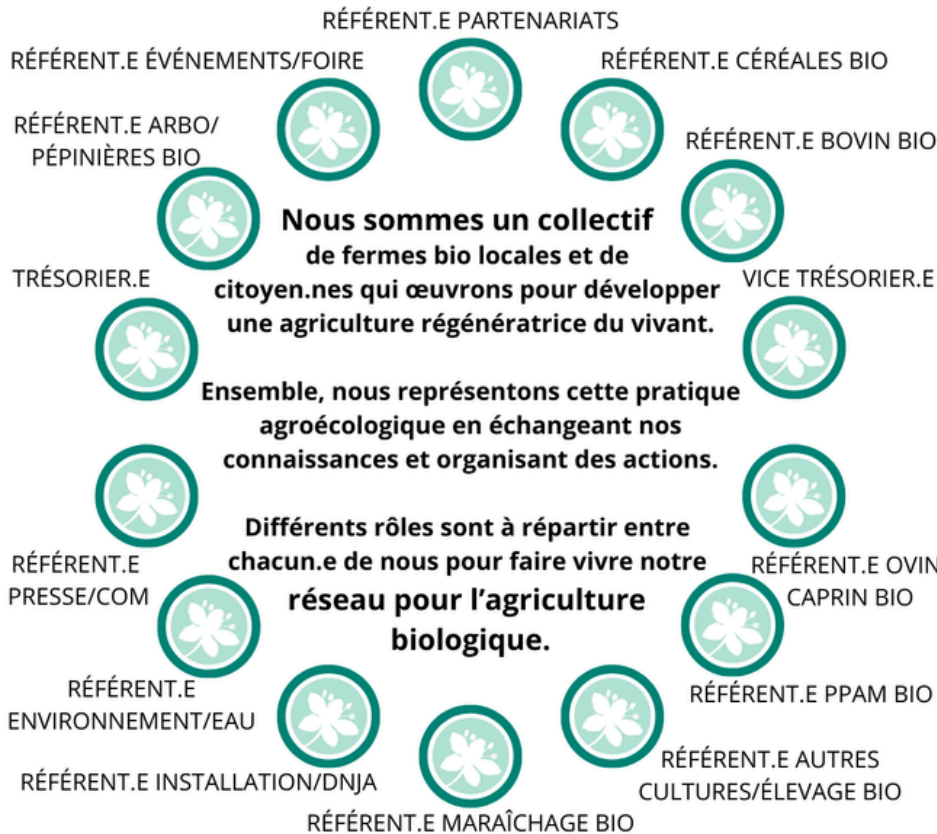 RÉFÉRENT.E PARTENARIATS
RÉFÉRENT.E ÉVÉNEMENTS/FOIRE
RÉFÉRENT.E CÉRÉALES BIO
RÉFÉRENT.E ARBO/
PÉPINIÈRES BIO
RÉFÉRENT.E BOVIN BIO
TRÉSORIER.E
VICE TRÉSORIER.E
Nous sommes un collectif
de fermes bio locales et de
citoyen.nes qui œuvrons pour développer
une agriculture régénératrice du vivant.
Ensemble, nous représentons cette pratique
agroécologique en échangeant nos
connaissances et organisant des actions.
Différents rôles sont à répartir entre
chacun.e de nous pour faire vivre notre
réseau pour l'agriculture
biologique.
RÉFÉRENT.E
PRESSE/COM
RÉFÉRENT.E OVIN
CAPRIN BIO
RÉFÉRENT.E
ENVIRONNEMENT/EAU
RÉFÉRENT.E PPAM BIO
RÉFÉRENT.E INSTALLATION/DNJA
RÉFÉRENT.E AUTRES
CULTURES/ÉLEVAGE BIO
RÉFÉRENT.E MARAÎCHAGE BIO